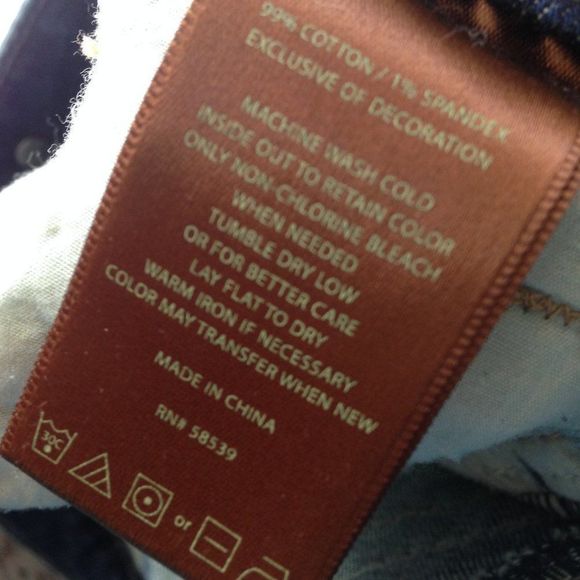 99% COTTON / 1% SPANDEX
EXCLUSIVE OF DECORATION
MACHINE WASH COLD
INSIDE OUT TO RETAIN COLOR
ONLY NON-CHLORINE BLEACH
WHEN NEEDED
TUMBLE DRY LOW
OR FOR BETTER CARE
LAY FLAT TO DRY
WARM IRON IF NECESSARY
COLOR MAY TRANSFER WHEN NEW
MADE IN CHINA
RN# 58539
30C or